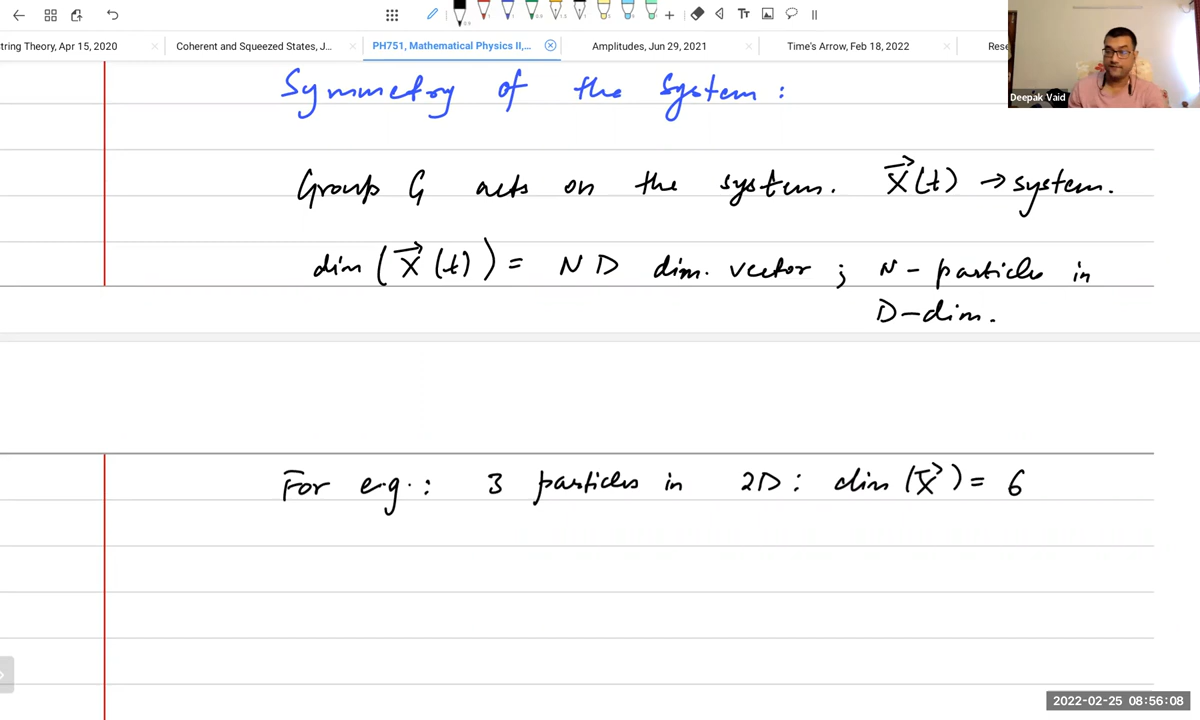 tring Theory, Apr 15, 2020 × Coherent and Squeezed States, J... × PH751, Mathematical Physics II,... Amplitudes, Jun 29, 2021 × Time's Arrow, Feb 18, 2022 × Rese
Deepak Vaid
Symmetry of the System :
Group G acts on the system. X⃗(t) → system.
dim (X⃗(t)) = ND dim. vector ; N - particles in
D-dim.
For e.g. : 3 particles in 2D : dim (X⃗) = 6
2022-02-25 08:56:08